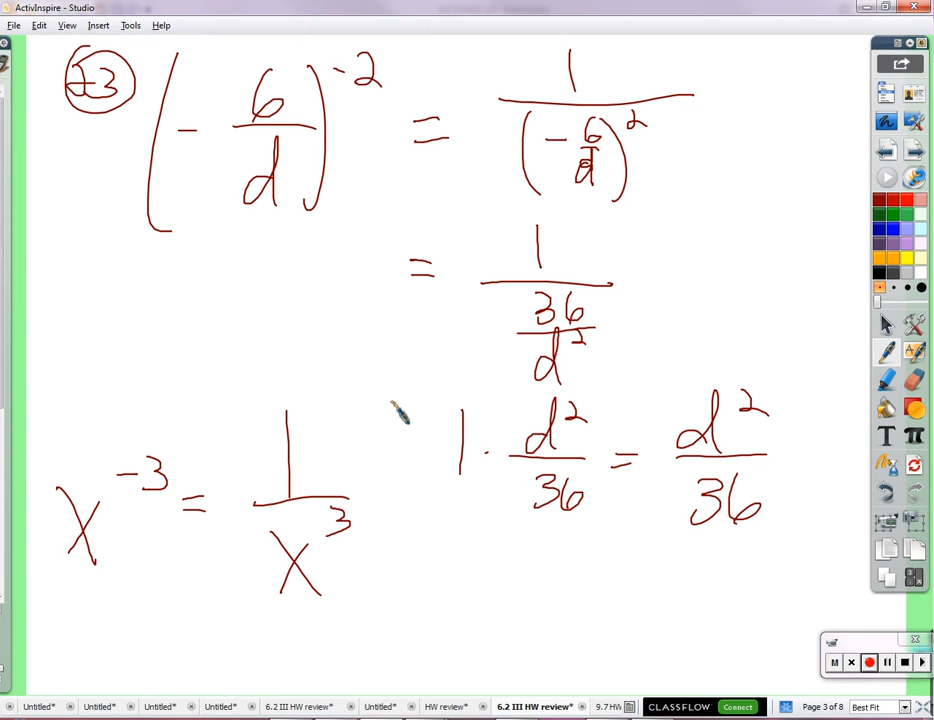 ActivInspire - Studio
File Edit View Insert Tools Help
23 (- 6/d)^-2 = 1/(- 6/d)^2
= 1/(36/d^2)
1 · d^2/36 = d^2/36
x^-3 = 1/x^3
M
Untitled* Untitled* Untitled* Untitled* 6.2 III HW review* Untitled* HW review* 6.2 III HW review* 9.7 HW CLASSFLOW Connect Page 3 of 8 Best Fit